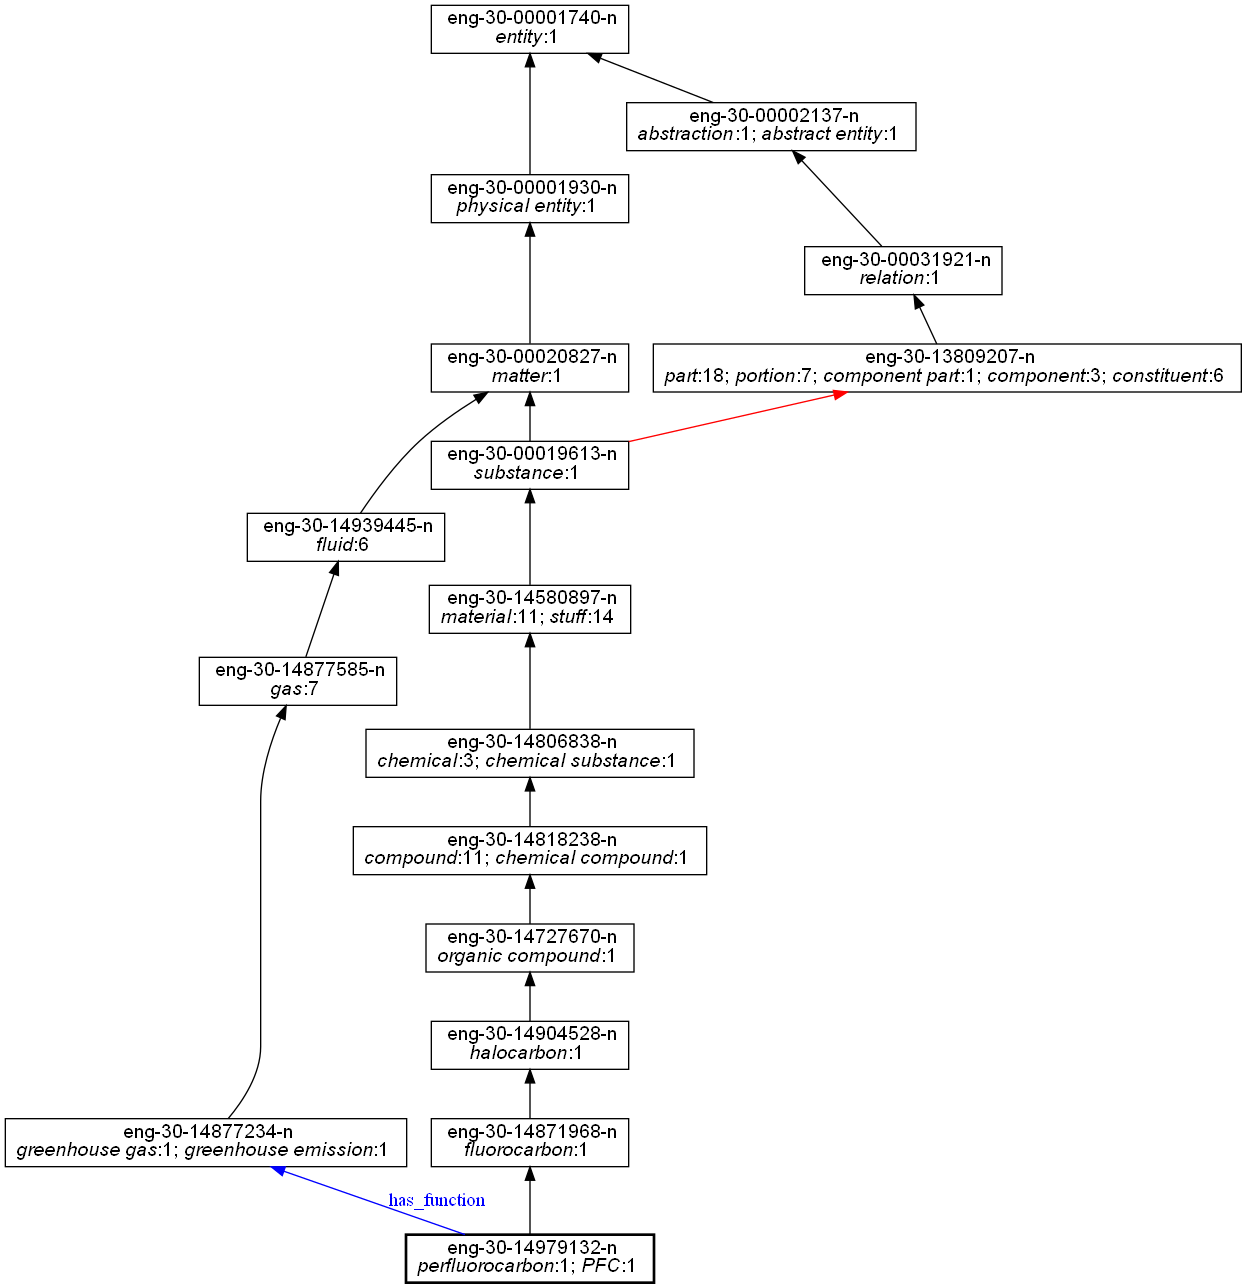 eng-30-00001740-n
entity:1
eng-30-00002137-n
abstraction:1; abstract entity:1
eng-30-00001930-n
physical entity:1
eng-30-00031921-n
relation:1
eng-30-00020827-n
matter:1
eng-30-13809207-n
part:18; portion:7; component part:1; component:3; constituent:6
eng-30-00019613-n
substance:1
eng-30-14939445-n
fluid:6
eng-30-14580897-n
material:11; stuff:14
eng-30-14877585-n
gas:7
eng-30-14806838-n
chemical:3; chemical substance:1
eng-30-14818238-n
compound:11; chemical compound:1
eng-30-14727670-n
organic compound:1
eng-30-14904528-n
halocarbon:1
eng-30-14877234-n
greenhouse gas:1; greenhouse emission:1
eng-30-14871968-n
fluorocarbon:1
has_function
eng-30-14979132-n
perfluorocarbon:1; PFC:1